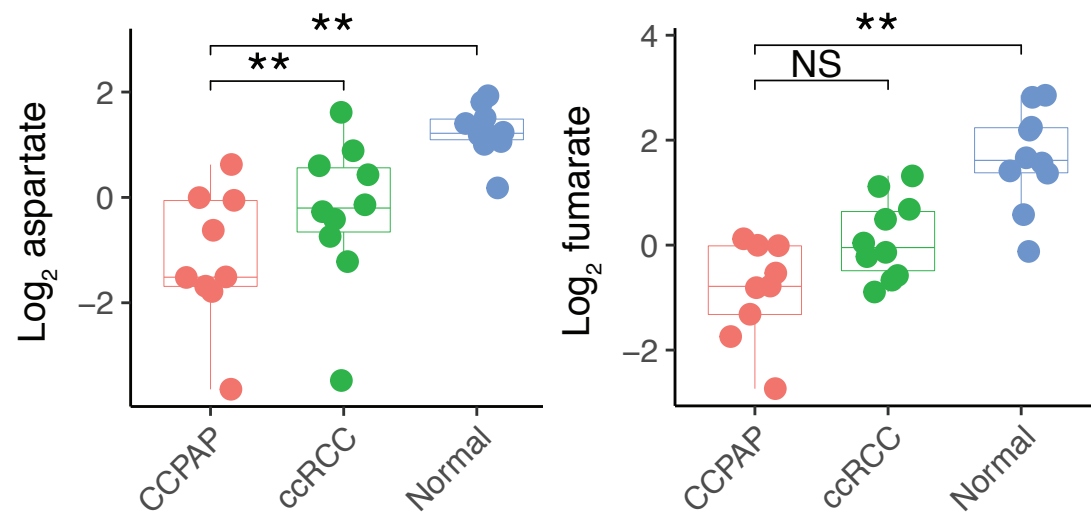 **
**
2
0
−2
Log2 aspartate
CCPAP
ccRCC
Normal
**
NS
4
2
0
−2
Log2 fumarate
CCPAP
ccRCC
Normal